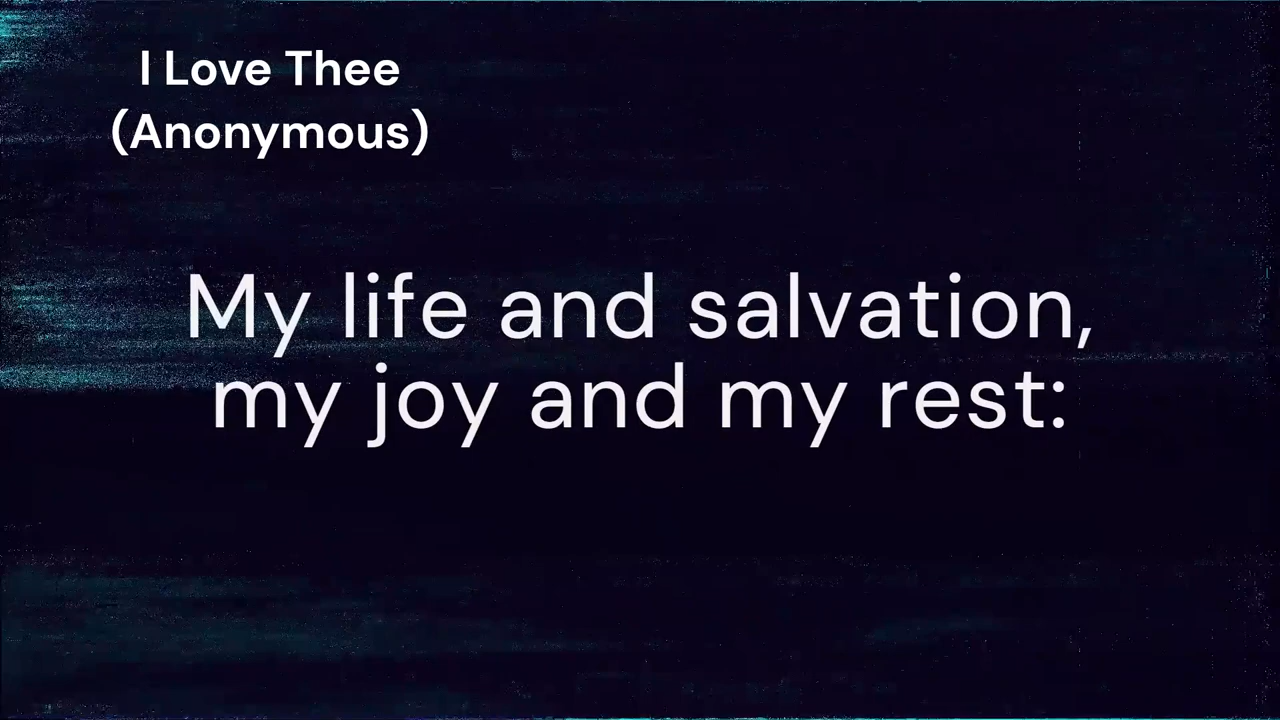 I Love Thee
(Anonymous)
My life and salvation,
my joy and my rest: